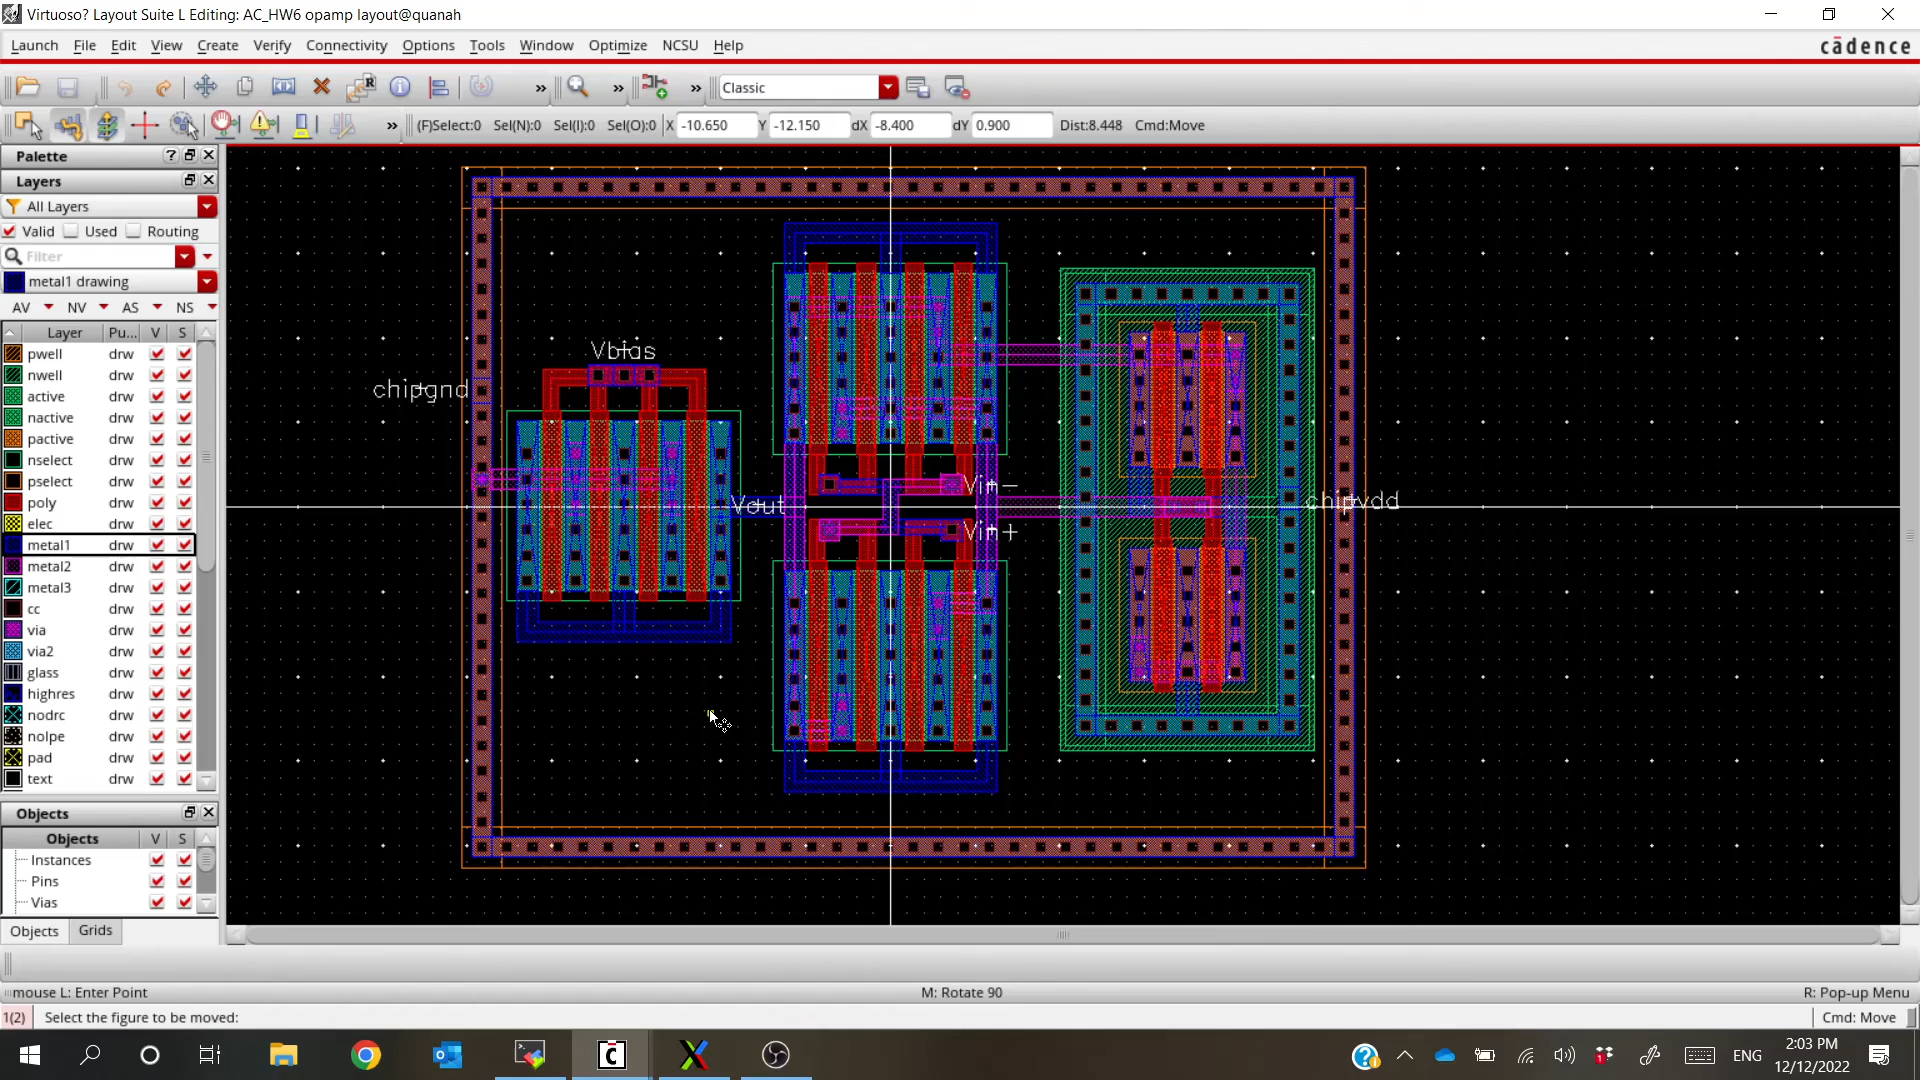 Virtuoso? Layout Suite L Editing: AC_HW6 opamp layout@quanah
Launch File Edit View Create Verify Connectivity Options Tools Window Optimize NCSU Help
cādence
R
Classic
(F)Select:0 Sel(N):0 Sel(I):0 Sel(O):0 X -10.650 Y -12.150 dX -8.400 dY 0.900 Dist:8.448 Cmd:Move
Palette
Layers
All Layers
Valid Used Routing
Filter
metal1 drawing
AV NV AS NS
Layer Pu... V S
pwell drw
nwell drw
active drw
nactive drw
pactive drw
nselect drw
pselect drw
poly drw
elec drw
metal1 drw
metal2 drw
metal3 drw
cc drw
via drw
via2 drw
glass drw
highres drw
nodrc drw
nolpe drw
pad drw
text drw
Objects
Objects V S
Instances
Pins
Vias
Objects Grids
Vbias
chipgnd
Vin-
Vout
chipvdd
Vin+
mouse L: Enter Point M: Rotate 90 R: Pop-up Menu
1(2) Select the figure to be moved: Cmd: Move
ENG
2:03 PM
12/12/2022